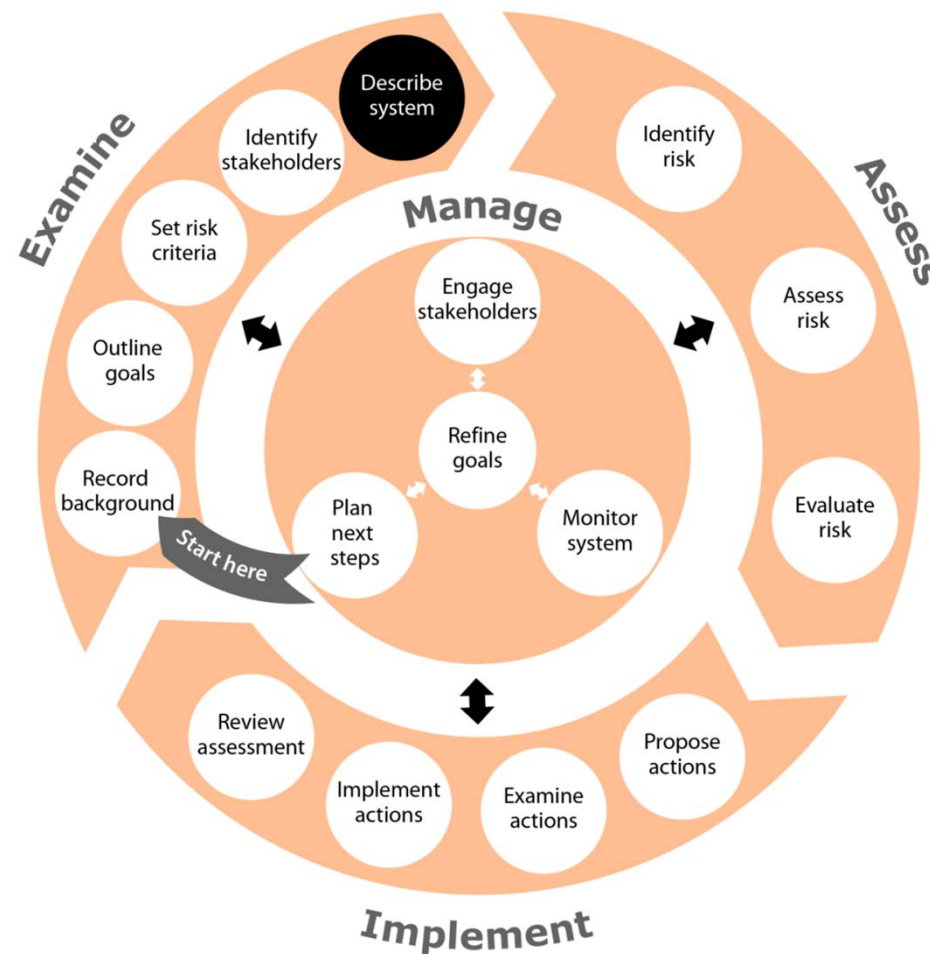 Examine
Describe
system
Identify
stakeholders
Set risk
criteria
Outline
goals
Record
background
Start here
Assess
Identify
risk
Assess
risk
Evaluate
risk
Manage
Engage
stakeholders
Refine
goals
Plan
next
steps
Monitor
system
Propose
actions
Examine
actions
Implement
actions
Review
assessment
Implement